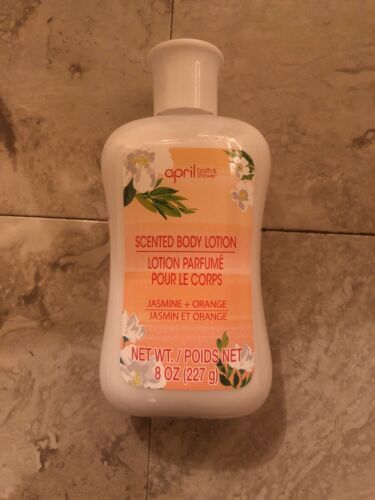 april bath & shower
SCENTED BODY LOTION
LOTION PARFUMÉ
POUR LE CORPS
JASMINE + ORANGE
JASMIN ET ORANGE
NET WT. / POIDS NET
8 OZ (227 g)